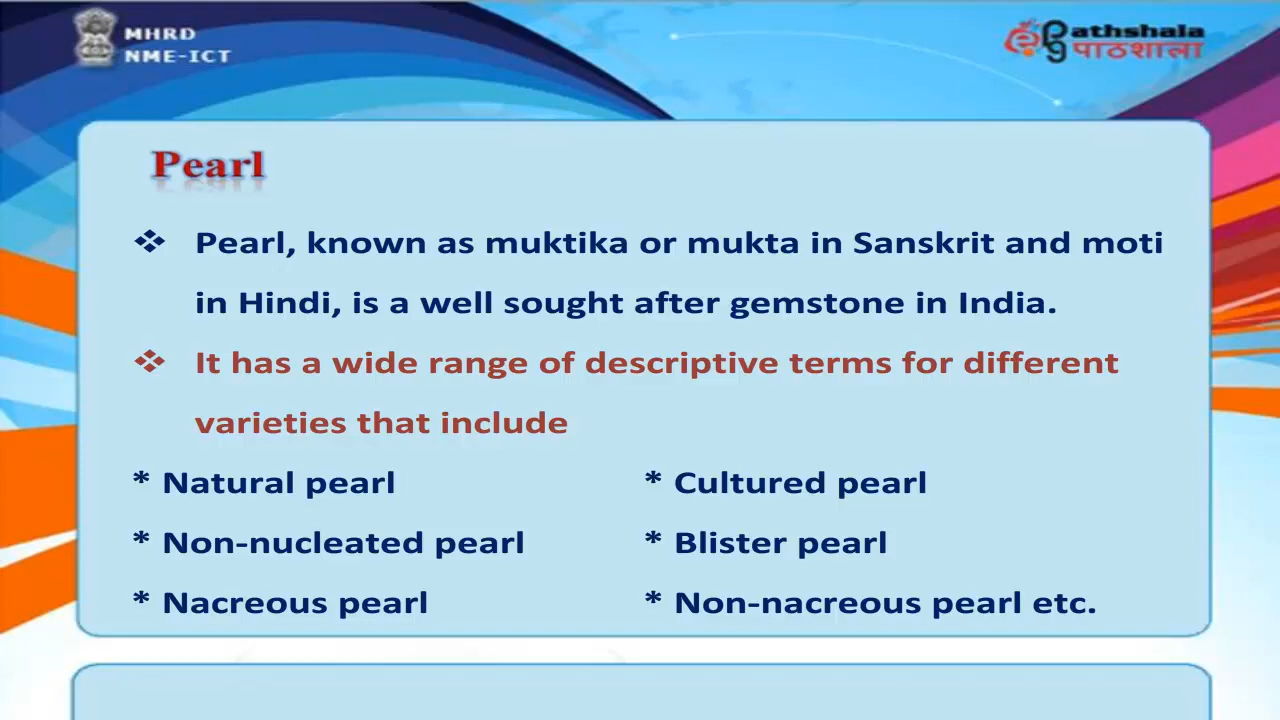 MHRD
NME-ICT
ePG athshala
पाठशाला
Pearl
❖ Pearl, known as muktika or mukta in Sanskrit and moti
in Hindi, is a well sought after gemstone in India.
❖ It has a wide range of descriptive terms for different
varieties that include
* Natural pearl * Cultured pearl
* Non-nucleated pearl * Blister pearl
* Nacreous pearl * Non-nacreous pearl etc.